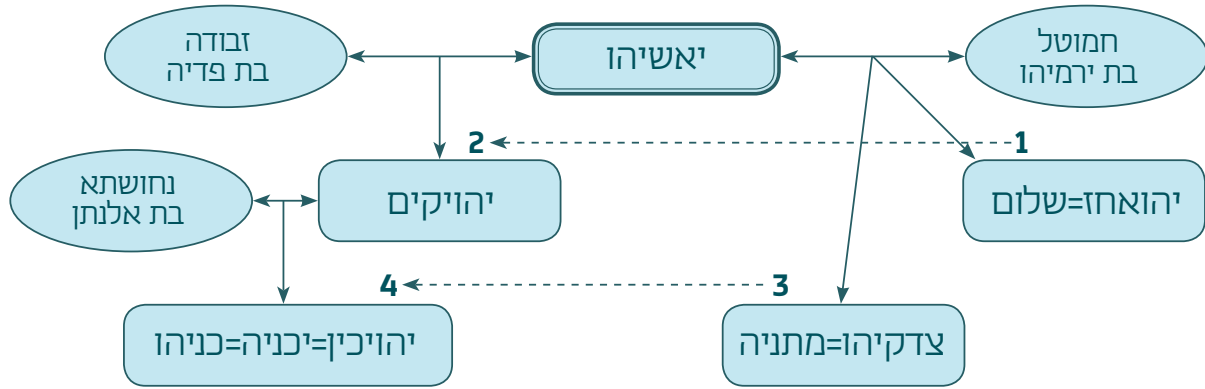 חמוטל
בת ירמיהו
יאשיהו
זבודה
בת פדיה
1
2
יהואחז=שלום
יהויקים
נחושתא
בת אלנתן
3
4
צדקיהו=מתניה
יהויכין=יכניה=כניהו